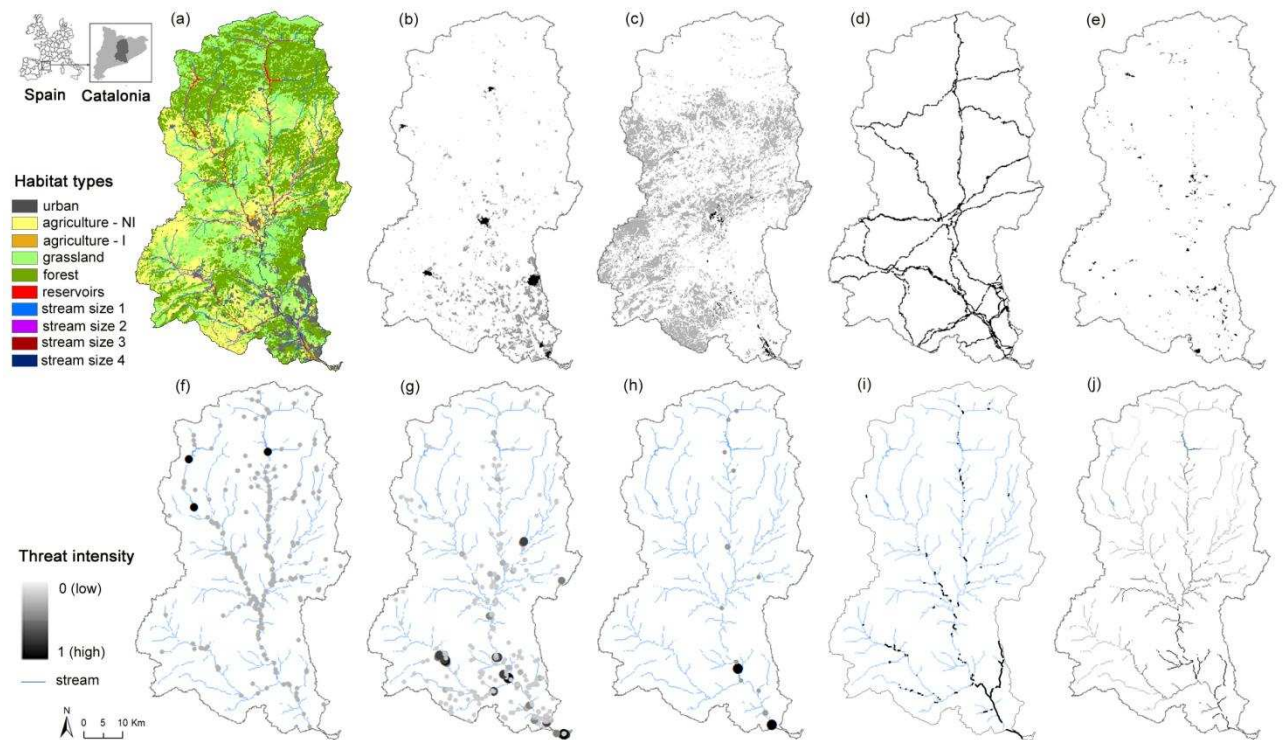 (a)
(b)
(c)
(d)
(e)
Spain
Catalonia
Habitat types
urban
agriculture - NI
agriculture - I
grassland
forest
reservoirs
stream size 1
stream size 2
stream size 3
stream size 4
(f)
(g)
(h)
(i)
(j)
Threat intensity
0 (low)
1 (high)
stream
N
0 5 10 Km